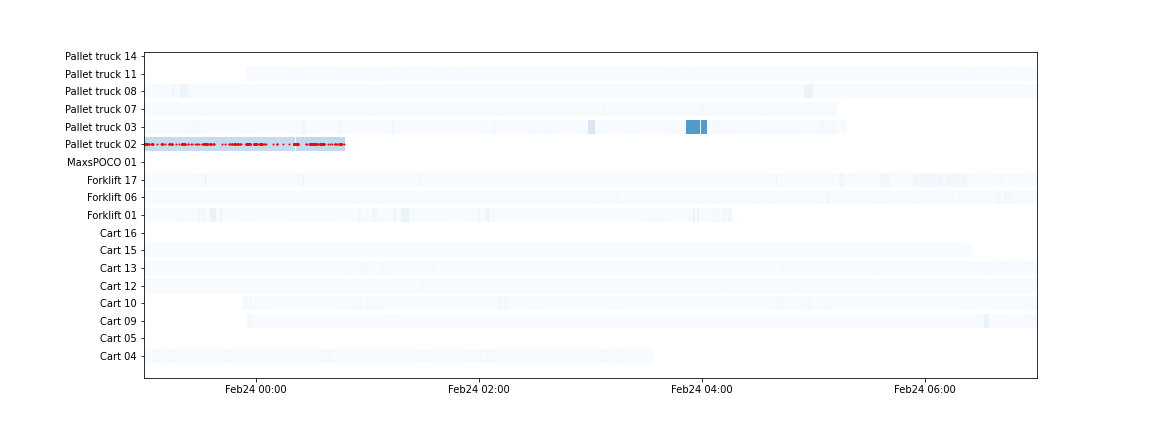 Pallet truck 14
Pallet truck 11
Pallet truck 08
Pallet truck 07
Pallet truck 03
Pallet truck 02
MaxsPOCO 01
Forklift 17
Forklift 06
Forklift 01
Cart 16
Cart 15
Cart 13
Cart 12
Cart 10
Cart 09
Cart 05
Cart 04
Feb24 00:00 Feb24 02:00 Feb24 04:00 Feb24 06:00